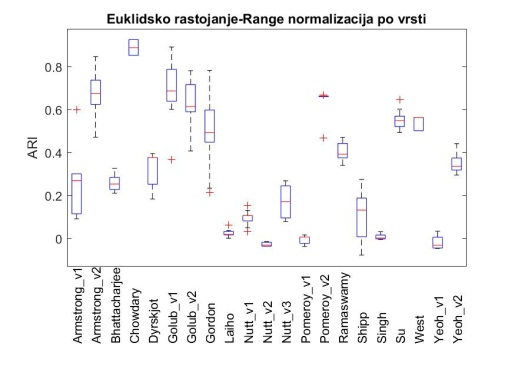 Euklidsko rastojanje-Range normalizacija po vrsti
ARI
0.8
0.6
0.4
0.2
0
Armstrong_v1
Armstrong_v2
Bhattacharjee
Chowdary
Dyrskjot
Golub_v1
Golub_v2
Gordon
Laiho
Nutt_v1
Nutt_v2
Nutt_v3
Pomeroy_v1
Pomeroy_v2
Ramaswamy
Shipp
Singh
Su
West
Yeoh_v1
Yeoh_v2